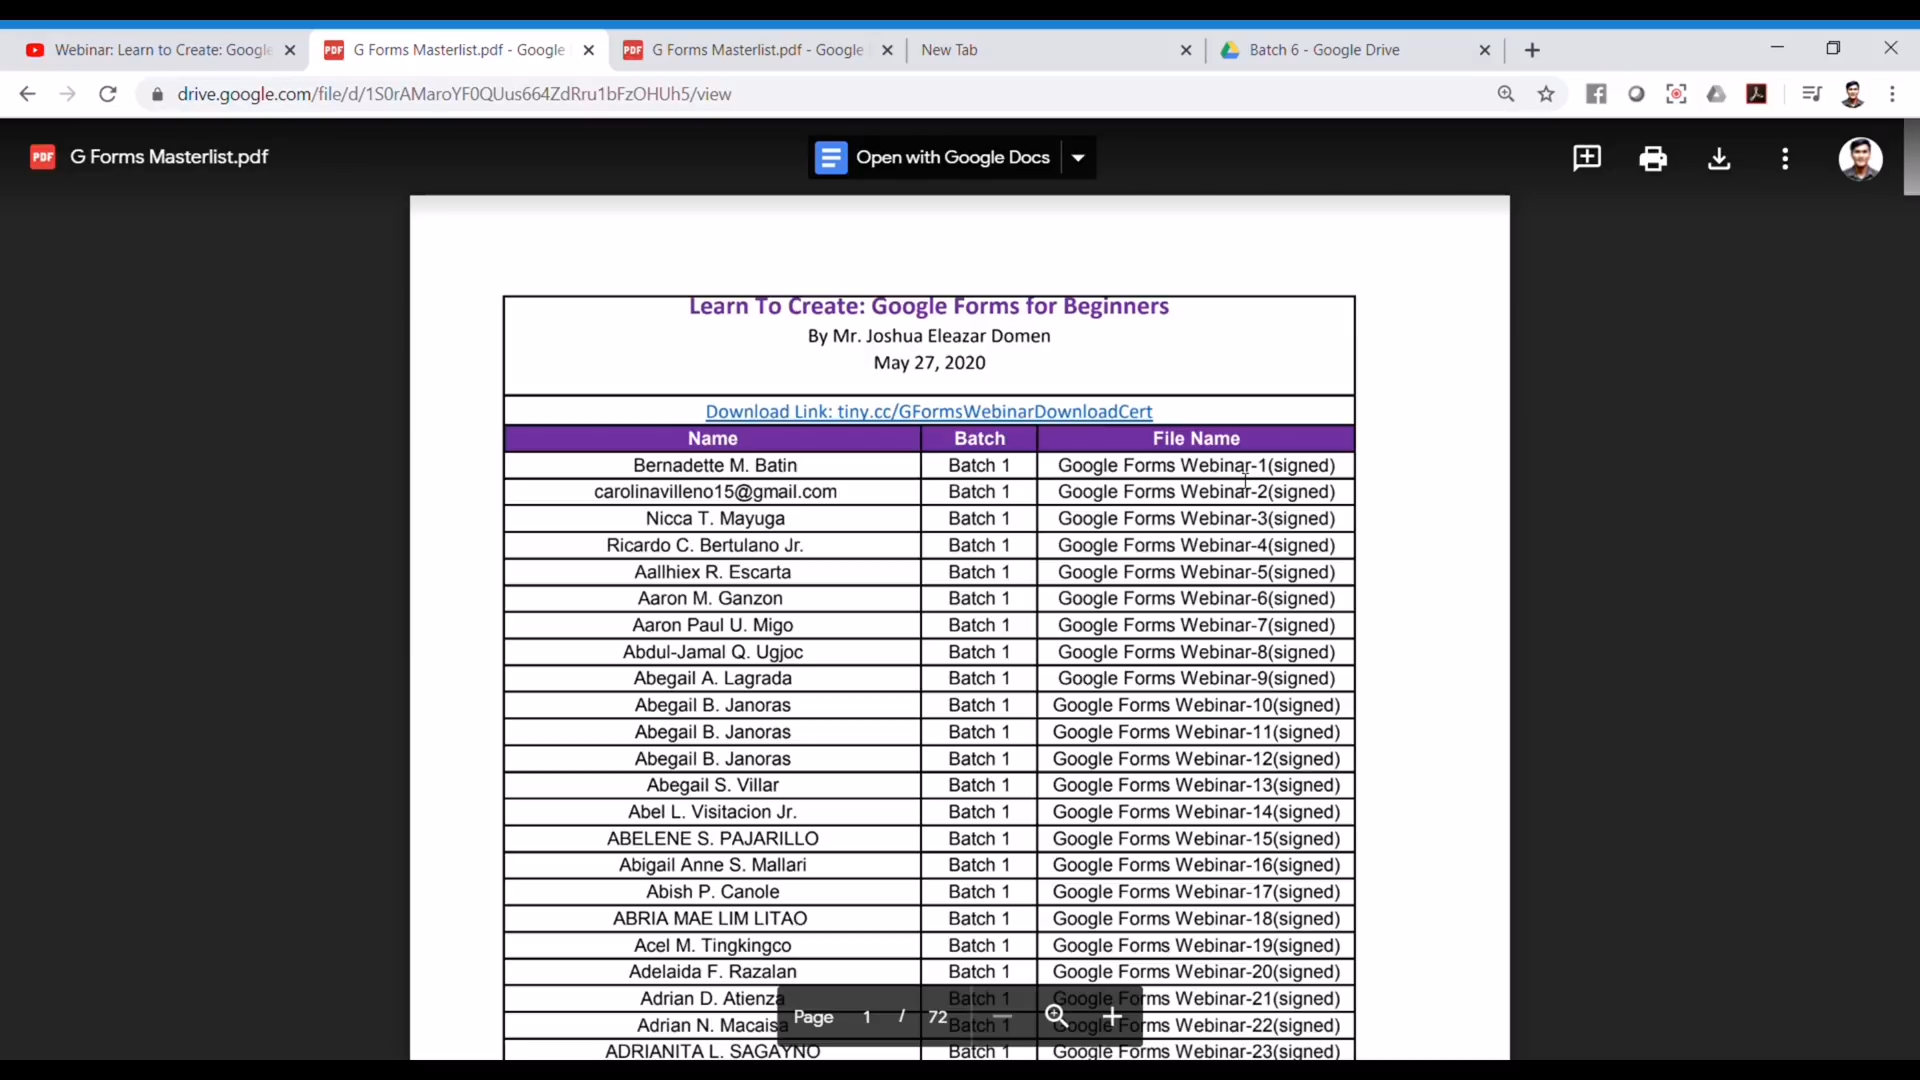 Webinar: Learn to Create: Google
G Forms Masterlist.pdf - Google
G Forms Masterlist.pdf - Google
New Tab
Batch 6 - Google Drive
drive.google.com/file/d/1S0rAMaroYF0QUus664ZdRru1bFzOHUh5/view
PDF G Forms Masterlist.pdf
Open with Google Docs
Learn To Create: Google Forms for Beginners
By Mr. Joshua Eleazar Domen
May 27, 2020
Download Link: tiny.cc/GFormsWebinarDownloadCert
Name Batch File Name
Bernadette M. Batin Batch 1 Google Forms Webinar-1(signed)
carolinavilleno15@gmail.com Batch 1 Google Forms Webinar-2(signed)
Nicca T. Mayuga Batch 1 Google Forms Webinar-3(signed)
Ricardo C. Bertulano Jr. Batch 1 Google Forms Webinar-4(signed)
Aallhiex R. Escarta Batch 1 Google Forms Webinar-5(signed)
Aaron M. Ganzon Batch 1 Google Forms Webinar-6(signed)
Aaron Paul U. Migo Batch 1 Google Forms Webinar-7(signed)
Abdul-Jamal Q. Ugjoc Batch 1 Google Forms Webinar-8(signed)
Abegail A. Lagrada Batch 1 Google Forms Webinar-9(signed)
Abegail B. Janoras Batch 1 Google Forms Webinar-10(signed)
Abegail B. Janoras Batch 1 Google Forms Webinar-11(signed)
Abegail B. Janoras Batch 1 Google Forms Webinar-12(signed)
Abegail S. Villar Batch 1 Google Forms Webinar-13(signed)
Abel L. Visitacion Jr. Batch 1 Google Forms Webinar-14(signed)
ABELENE S. PAJARILLO Batch 1 Google Forms Webinar-15(signed)
Abigail Anne S. Mallari Batch 1 Google Forms Webinar-16(signed)
Abish P. Canole Batch 1 Google Forms Webinar-17(signed)
ABRIA MAE LIM LITAO Batch 1 Google Forms Webinar-18(signed)
Acel M. Tingkingco Batch 1 Google Forms Webinar-19(signed)
Adelaida F. Razalan Batch 1 Google Forms Webinar-20(signed)
Adrian D. Atienza Batch 1 Google Forms Webinar-21(signed)
Adrian N. Macaisa Batch 1 Google Forms Webinar-22(signed)
ADRIANITA L. SAGAYNO Batch 1 Google Forms Webinar-23(signed)
Page 1 / 72